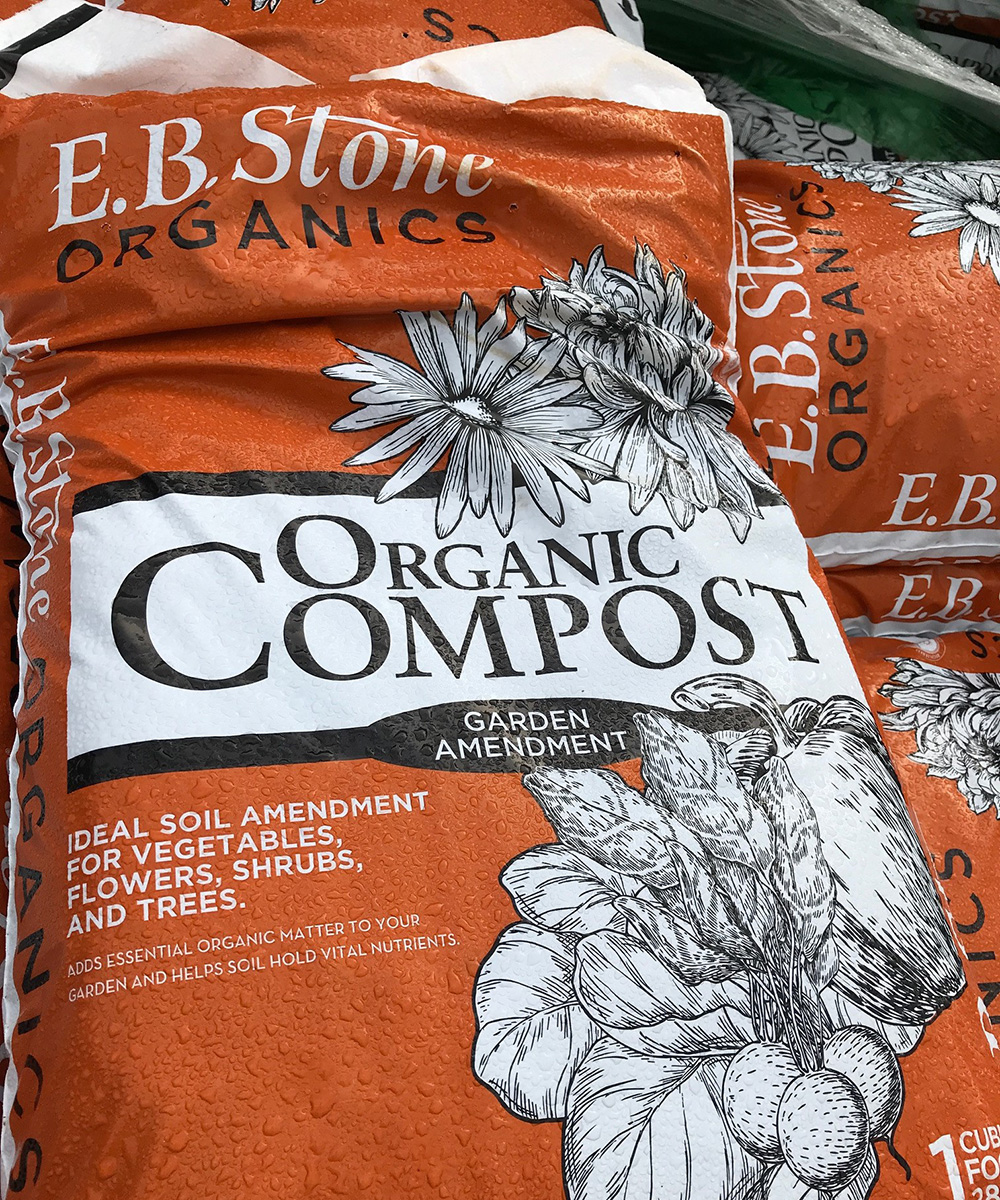 E.B.Stone
ORGANICS
ORGANIC
COMPOST
GARDEN
AMENDMENT
IDEAL SOIL AMENDMENT
FOR VEGETABLES,
FLOWERS, SHRUBS,
AND TREES.
ADDS ESSENTIAL ORGANIC MATTER TO YOUR
GARDEN AND HELPS SOIL HOLD VITAL NUTRIENTS.
E.B.Stone ORGANICS
E.B.Stone
ORGANICS
E.B.
E.B.
1